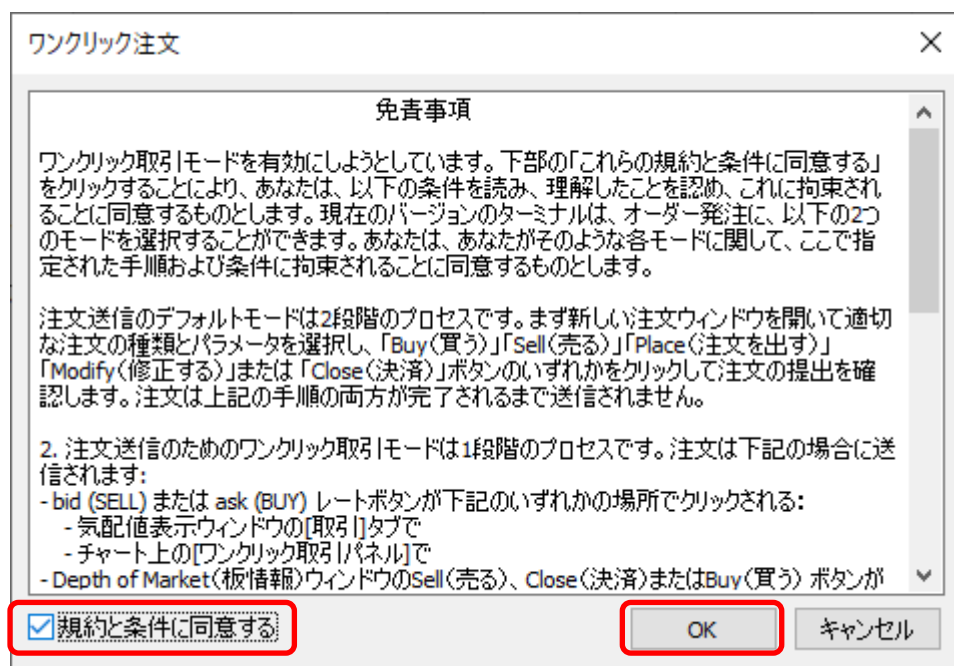 ワンクリック注文
免責事項
ワンクリック取引モードを有効にしようとしています。下部の「これらの規約と条件に同意する」
をクリックすることにより、あなたは、以下の条件を読み、理解したことを認め、これに拘束され
ることに同意するものとします。現在のバージョンのターミナルは、オーダー発注に、以下の2つ
のモードを選択することができます。あなたは、あなたがそのような各モードに関して、ここで指
定された手順および条件に拘束されることに同意するものとします。
注文送信のデフォルトモードは2段階のプロセスです。まず新しい注文ウィンドウを開いて適切
な注文の種類とパラメータを選択し、「Buy(買う)」「Sell(売る)」「Place(注文を出す)」
「Modify(修正する)」または「Close(決済)」ボタンのいずれかをクリックして注文の提出を確
認します。注文は上記の手順の両方が完了されるまで送信されません。
2. 注文送信のためのワンクリック取引モードは1段階のプロセスです。注文は下記の場合に送
信されます:
- bid (SELL) または ask (BUY) レートボタンが下記のいずれかの場所でクリックされる:
- 気配値表示ウィンドウの[取引]タブで
- チャート上の[ワンクリック取引パネル]で
- Depth of Market(板情報)ウィンドウのSell(売る)、Close(決済)またはBuy(買う) ボタンが
規約と条件に同意する OK キャンセル